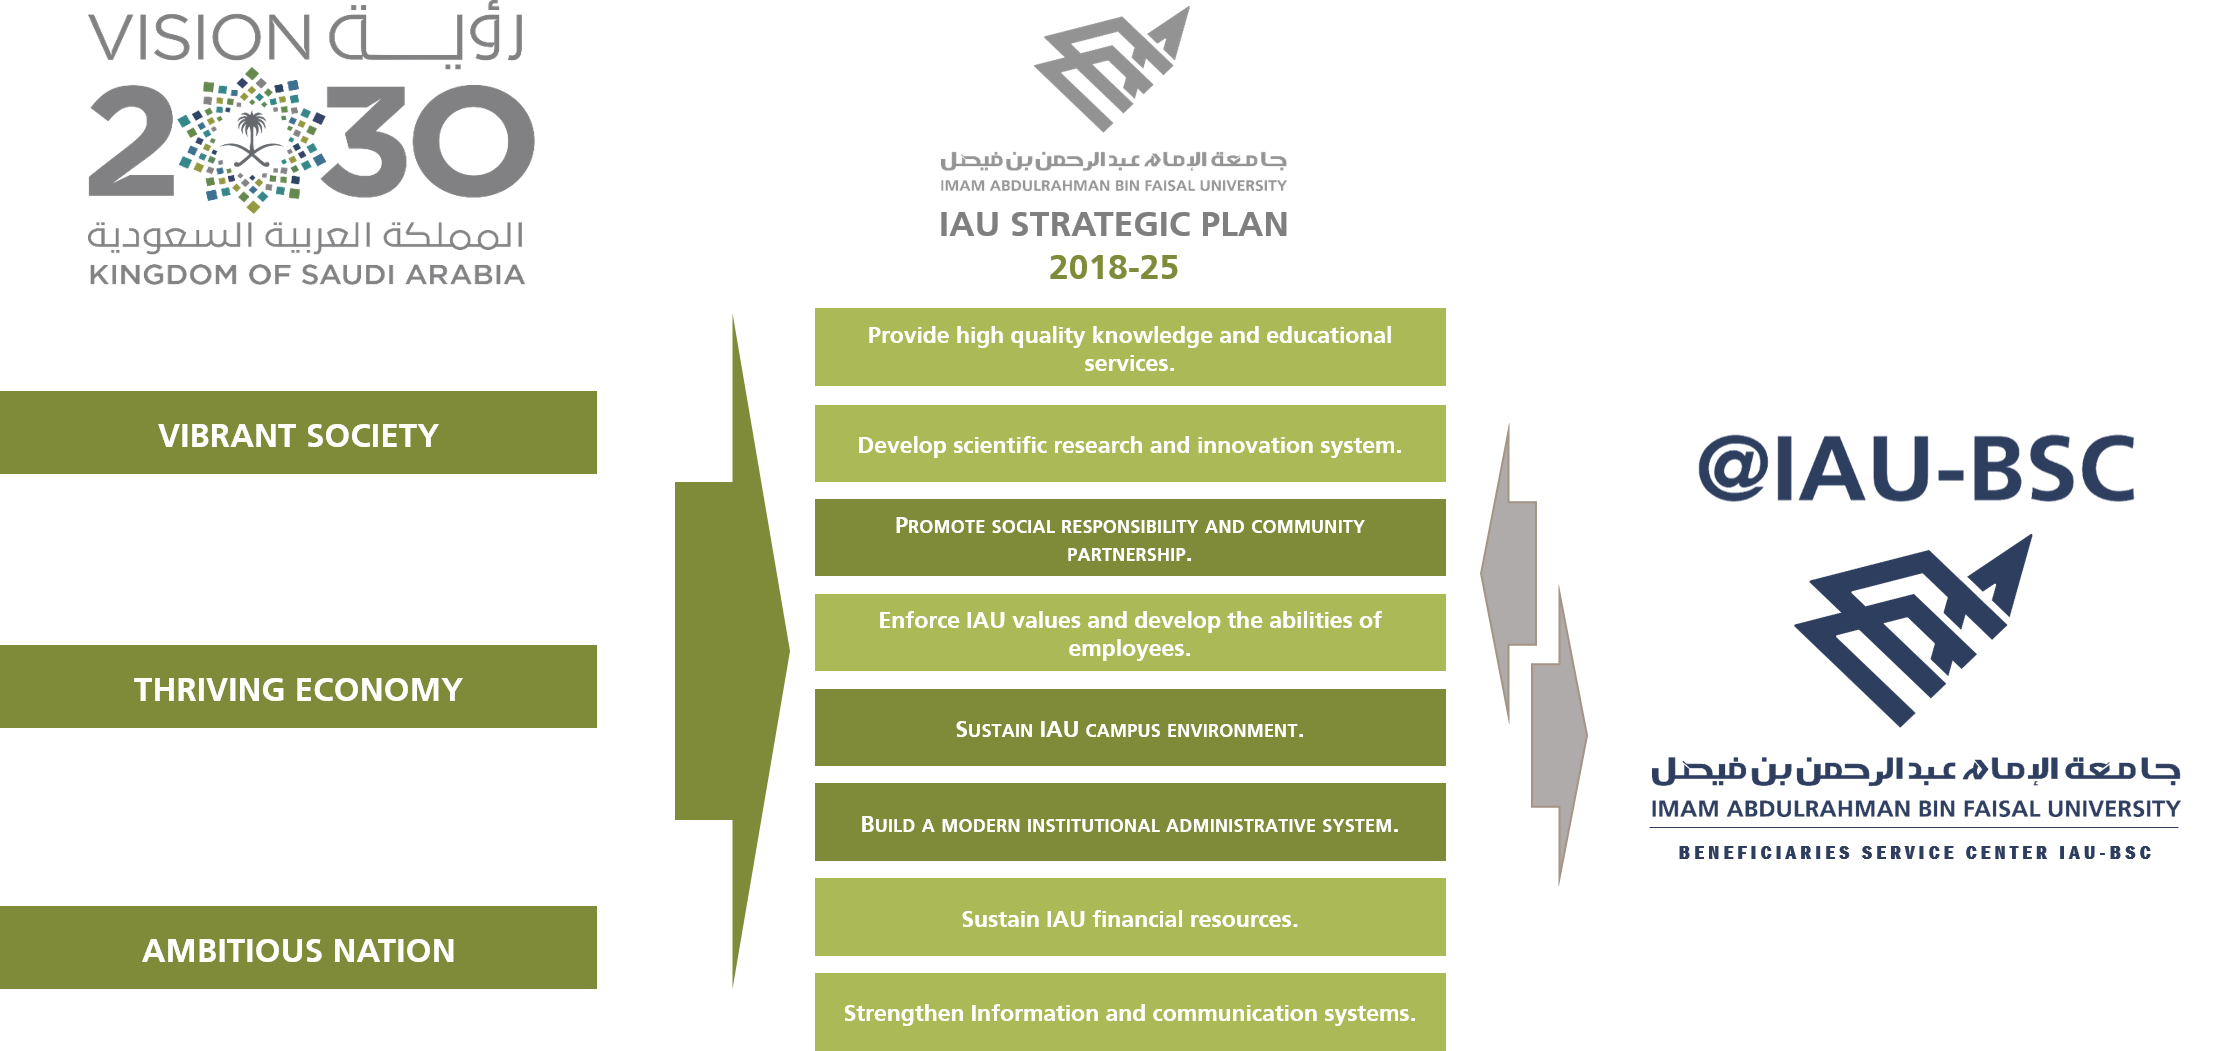 VISION رؤيـــة
2030
المملكة العربية السعودية
KINGDOM OF SAUDI ARABIA
VIBRANT SOCIETY
THRIVING ECONOMY
AMBITIOUS NATION
جامعة الإمام عبدالرحمن بن فيصل
IMAM ABDULRAHMAN BIN FAISAL UNIVERSITY
IAU STRATEGIC PLAN
2018-25
Provide high quality knowledge and educational
services.
Develop scientific research and innovation system.
PROMOTE SOCIAL RESPONSIBILITY AND COMMUNITY
PARTNERSHIP.
Enforce IAU values and develop the abilities of
employees.
SUSTAIN IAU CAMPUS ENVIRONMENT.
BUILD A MODERN INSTITUTIONAL ADMINISTRATIVE SYSTEM.
Sustain IAU financial resources.
Strengthen Information and communication systems.
@IAU-BSC
جامعة الإمام عبدالرحمن بن فيصل
IMAM ABDULRAHMAN BIN FAISAL UNIVERSITY
BENEFICIARIES SERVICE CENTER IAU-BSC